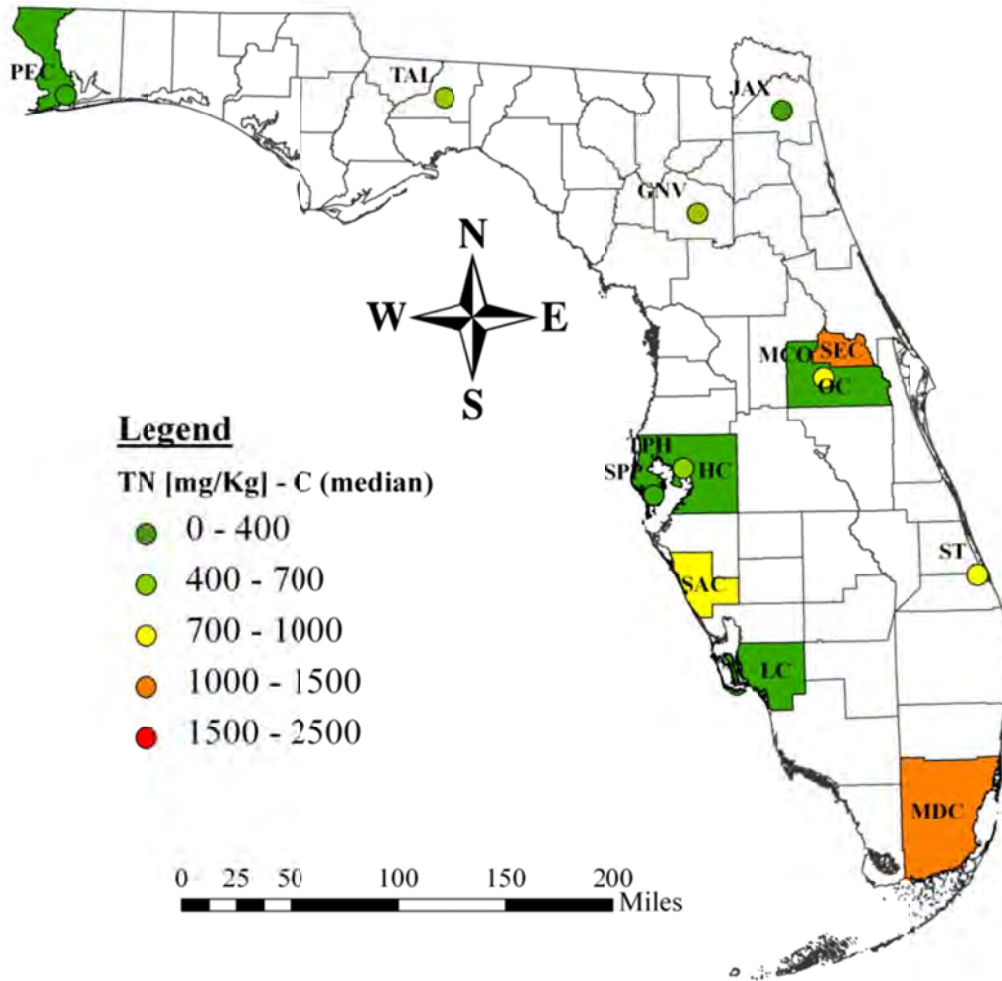 PEC
TAL
JAX
GNV
N
W E
S
MCO SEC
OC
TPH
SPP HC
ST
SAC
LC
MDC
Legend
TN [mg/Kg] - C (median)
0 - 400
400 - 700
700 - 1000
1000 - 1500
1500 - 2500
0 25 50 100 150 200
Miles